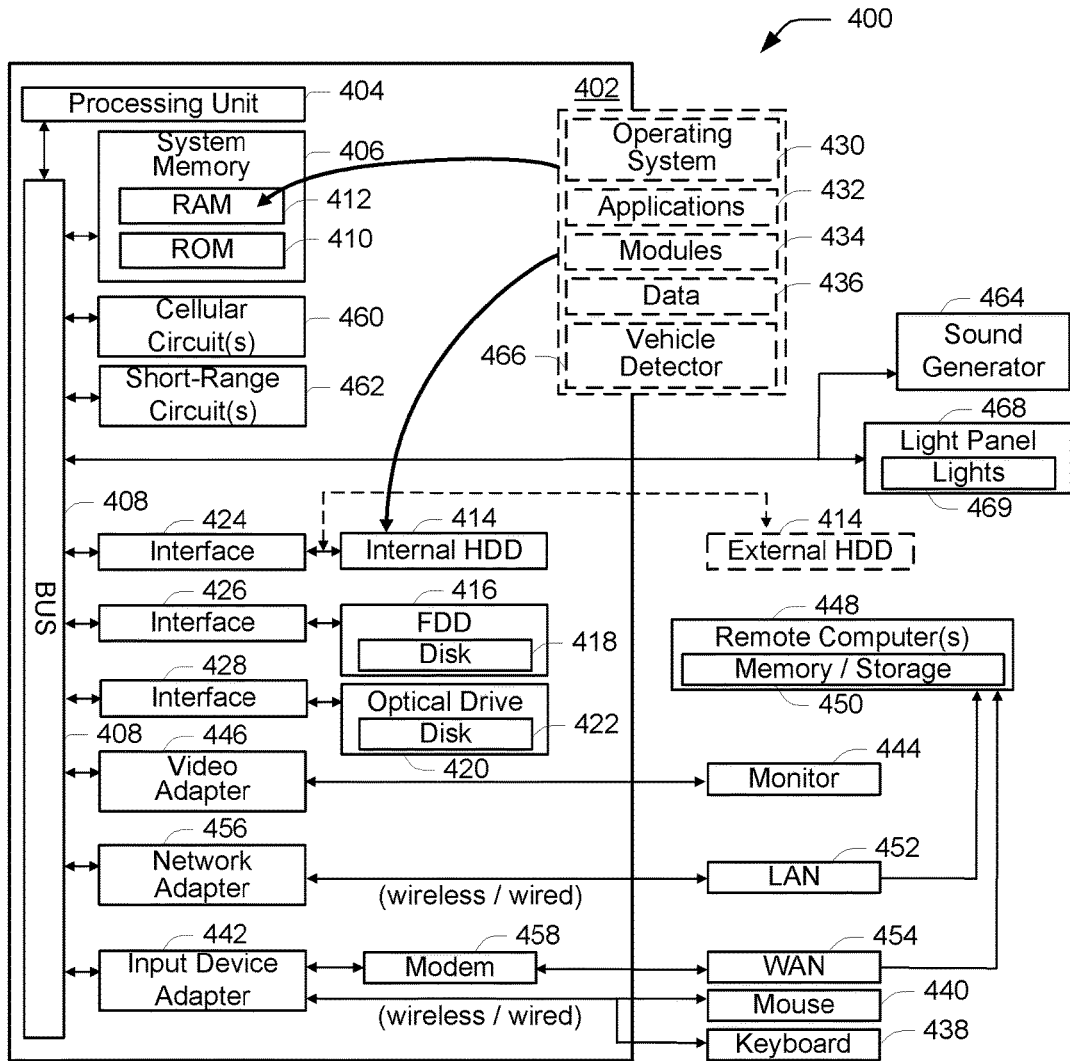 400
402
Processing Unit
404
System
Memory
406
RAM
412
ROM
410
Operating
System
430
Applications
432
Modules
434
Data
436
Vehicle
Detector
466
Cellular
Circuit(s)
460
Short-Range
Circuit(s)
462
464
Sound
Generator
468
Light Panel
Lights
469
408
BUS
424
Interface
414
Internal HDD
414
External HDD
426
Interface
416
FDD
Disk
418
448
Remote Computer(s)
Memory / Storage
450
428
Interface
Optical Drive
Disk
422
420
408
446
Video
Adapter
444
Monitor
456
Network
Adapter
(wireless / wired)
452
LAN
442
Input Device
Adapter
458
Modem
454
WAN
(wireless / wired)
Mouse
440
Keyboard
438